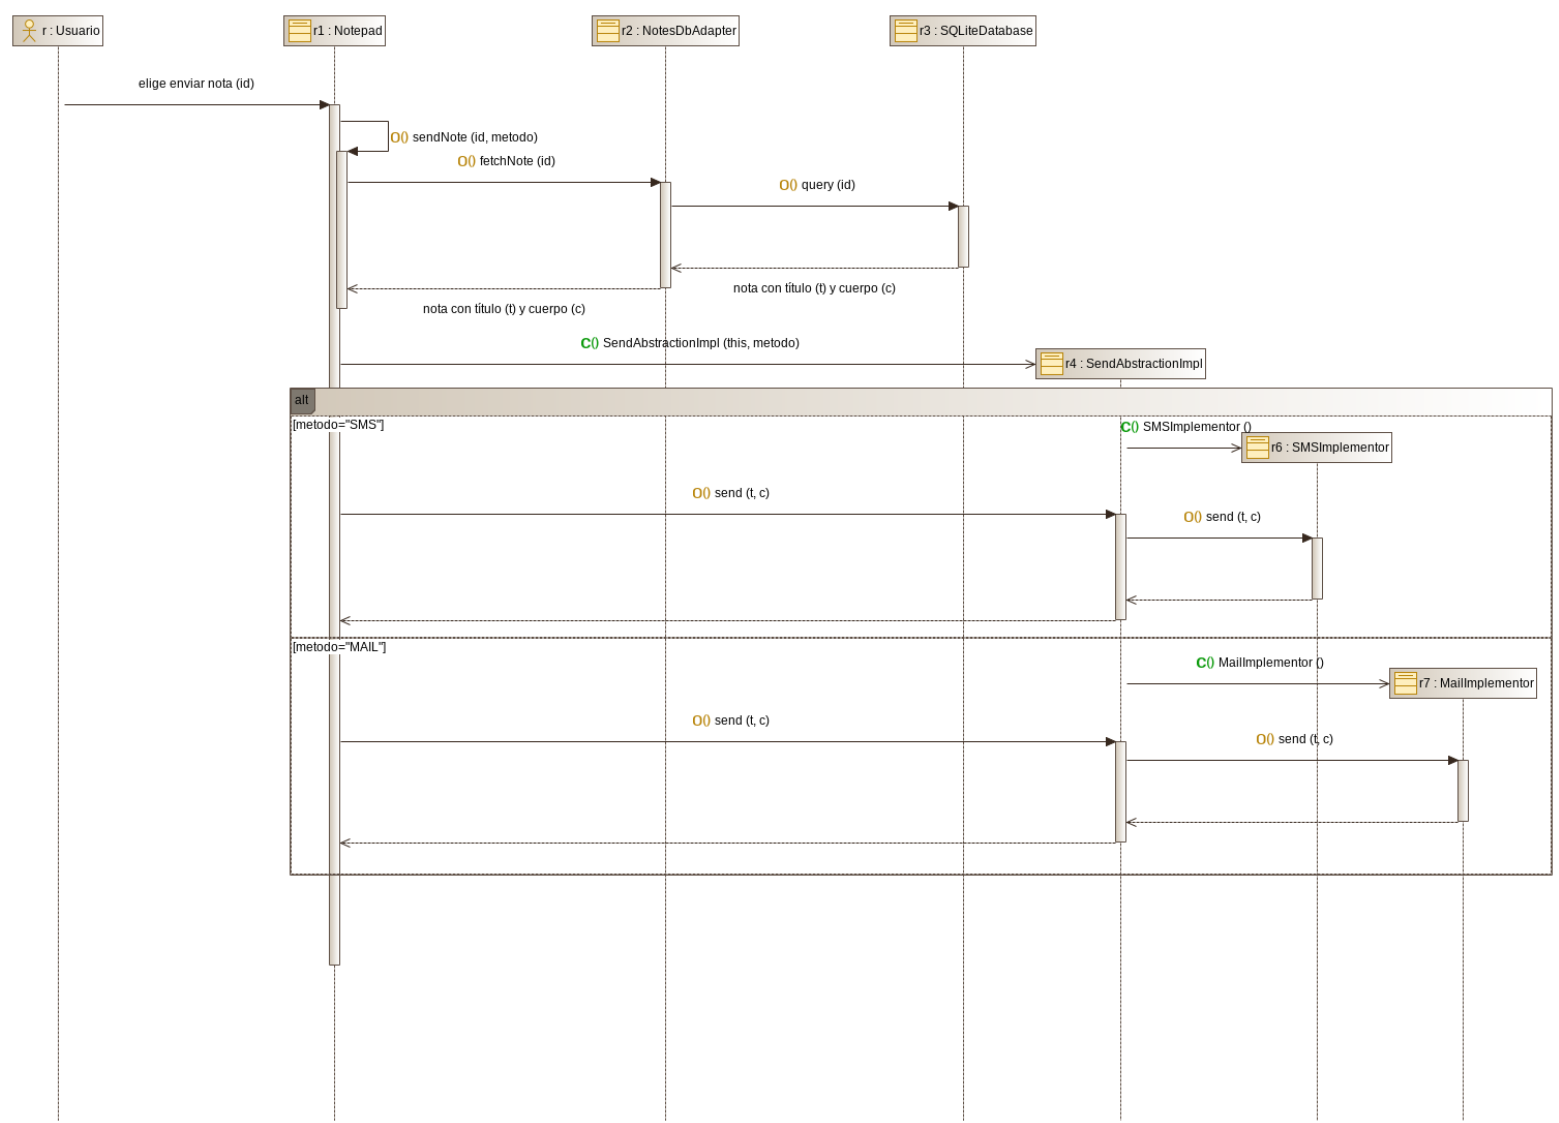 r : Usuario
r1 : Notepad
r2 : NotesDbAdapter
r3 : SQLiteDatabase
elige enviar nota (id)
O() sendNote (id, metodo)
O() fetchNote (id)
O() query (id)
nota con título (t) y cuerpo (c)
nota con título (t) y cuerpo (c)
C() SendAbstractionImpl (this, metodo)
r4 : SendAbstractionImpl
alt
[metodo="SMS"]
C() SMSImplementor ()
r6 : SMSImplementor
O() send (t, c)
O() send (t, c)
[metodo="MAIL"]
C() MailImplementor ()
r7 : MailImplementor
O() send (t, c)
O() send (t, c)